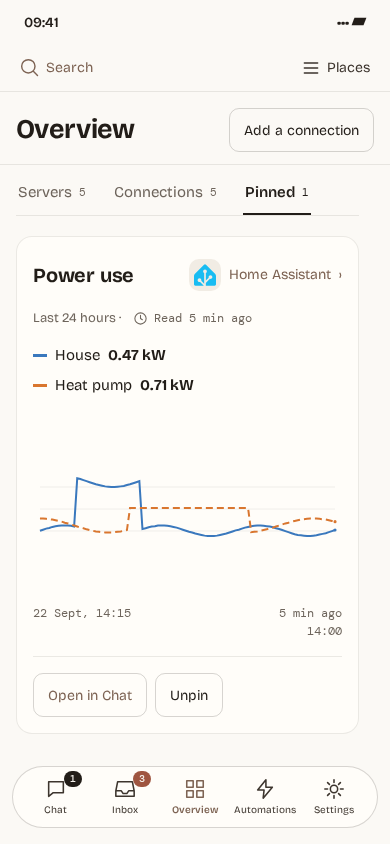 09:41
Search
Places
Overview
Add a connection
Servers 5
Connections 5
Pinned 1
Power use
Home Assistant ›
Last 24 hours ·
Read 5 min ago
House 0.47 kW
Heat pump 0.71 kW
22 Sept, 14:15
5 min ago
14:00
Open in Chat
Unpin
1
3
Chat
Inbox
Overview
Automations
Settings